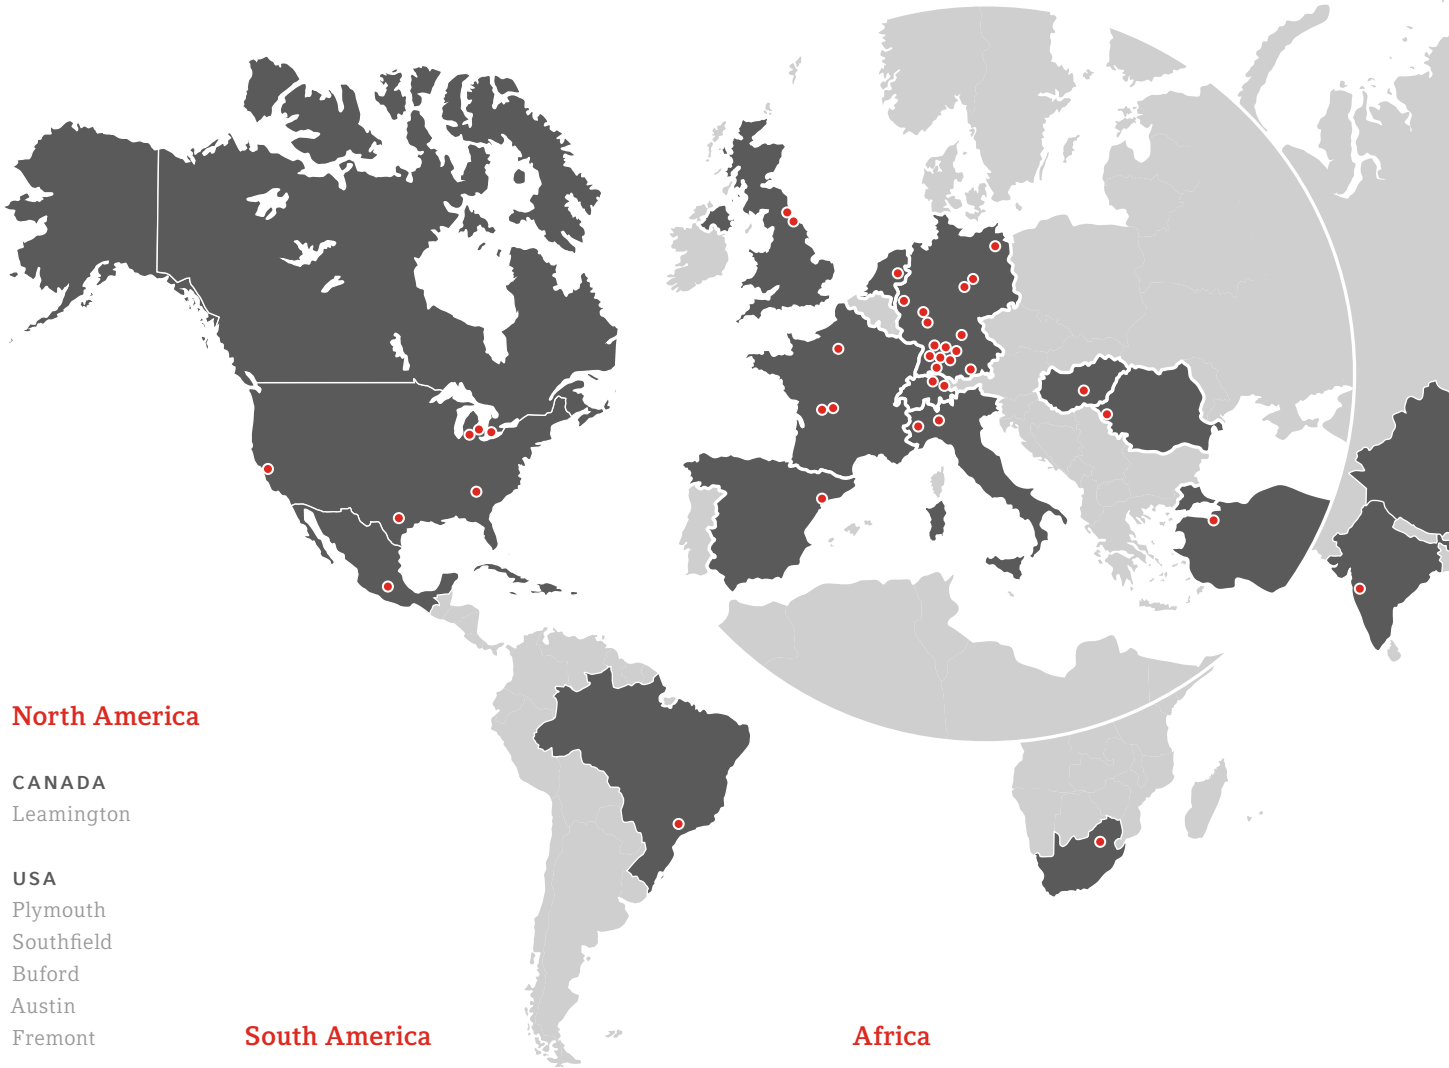 North America
CANADA
Leamington
USA
Plymouth
Southfield
Buford
Austin
Fremont
South America
Africa